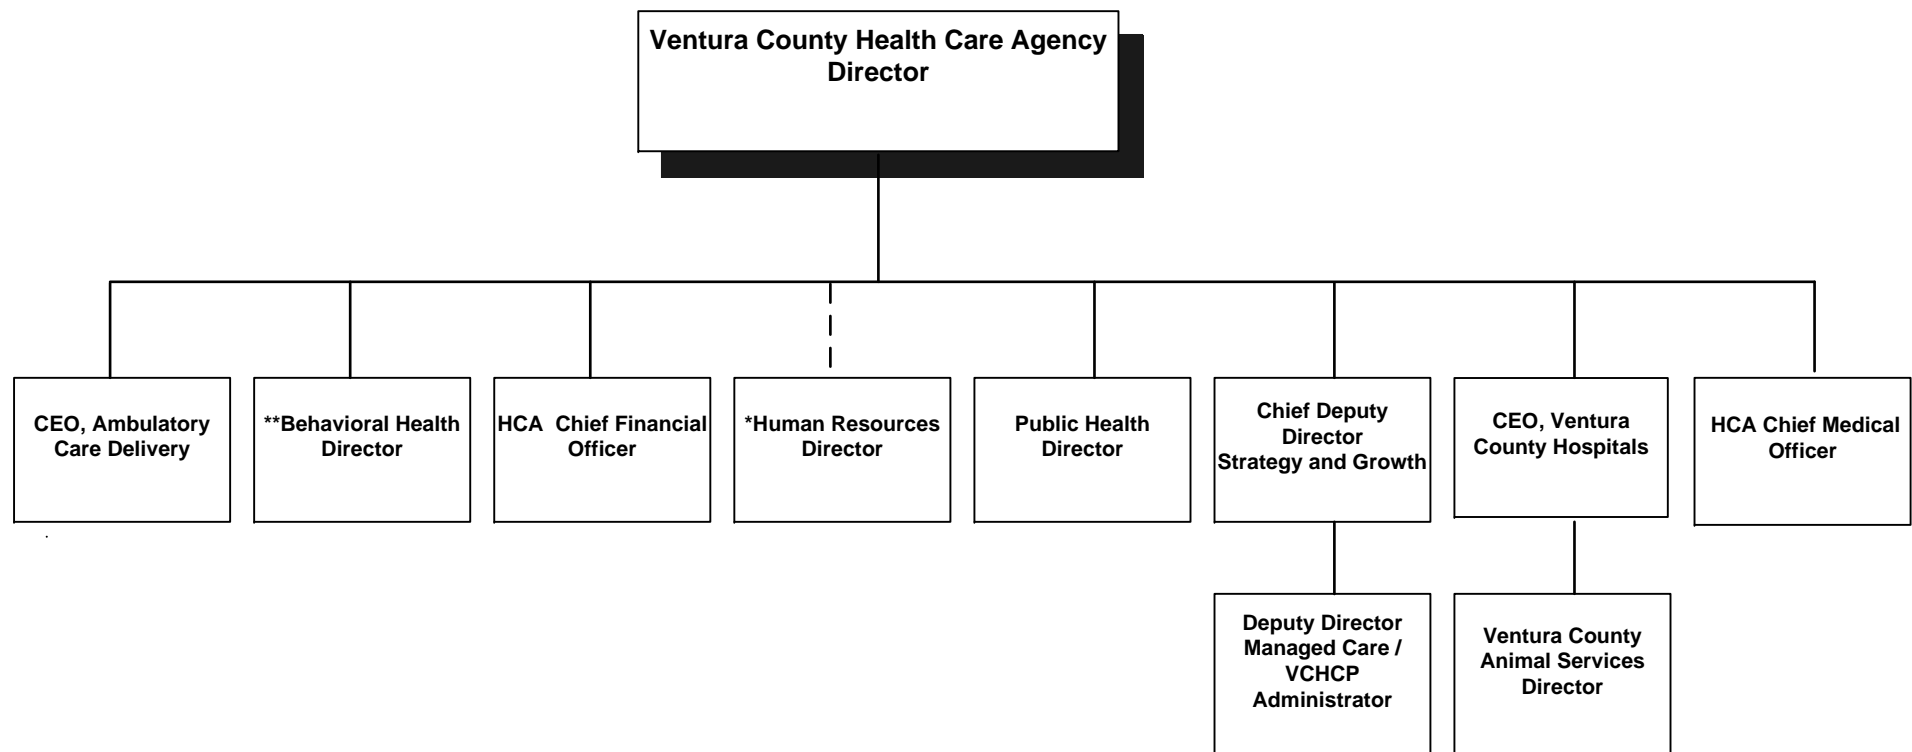 Ventura County Health Care Agency
Director
CEO, Ambulatory
Care Delivery
**Behavioral Health
Director
HCA Chief Financial
Officer
*Human Resources
Director
Public Health
Director
Chief Deputy
Director
Strategy and Growth
CEO, Ventura
County Hospitals
HCA Chief Medical
Officer
Deputy Director
Managed Care /
VCHCP
Administrator
Ventura County
Animal Services
Director